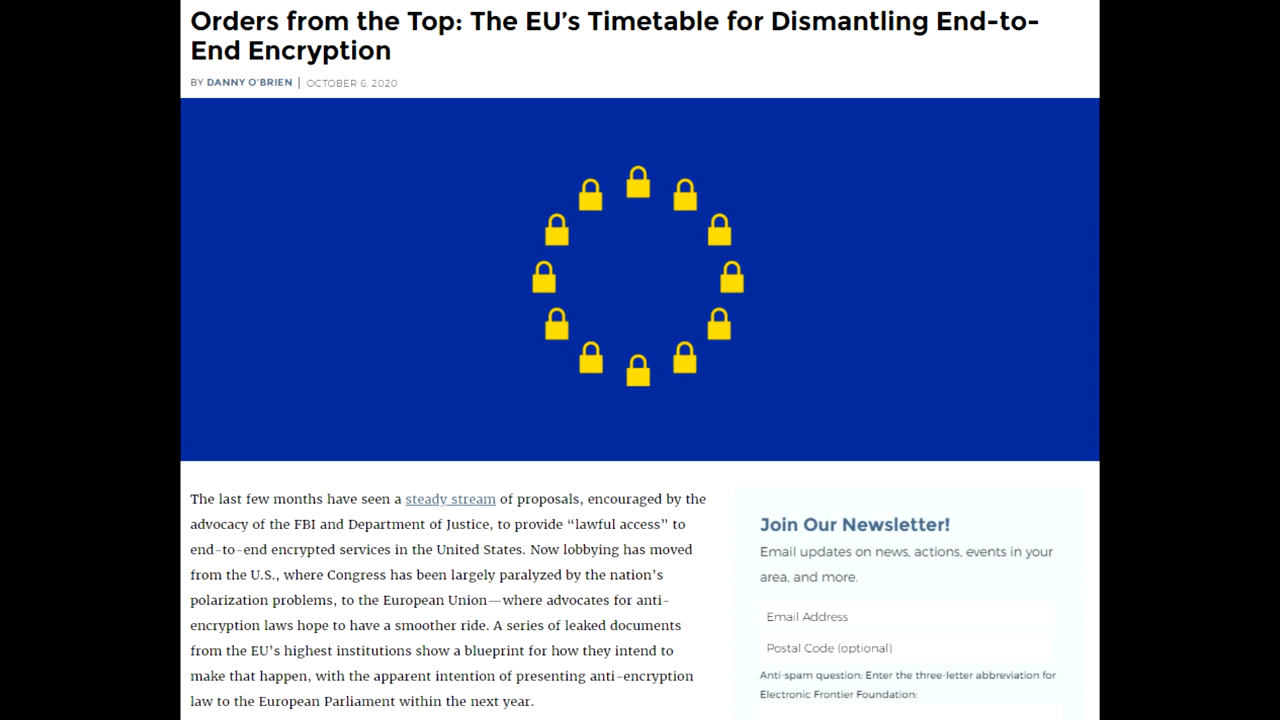 Orders from the Top: The EU’s Timetable for Dismantling End-to-
End Encryption
BY DANNY O'BRIEN | OCTOBER 6, 2020
The last few months have seen a steady stream of proposals, encouraged by the
advocacy of the FBI and Department of Justice, to provide “lawful access” to
end-to-end encrypted services in the United States. Now lobbying has moved
from the U.S., where Congress has been largely paralyzed by the nation’s
polarization problems, to the European Union—where advocates for anti-
encryption laws hope to have a smoother ride. A series of leaked documents
from the EU’s highest institutions show a blueprint for how they intend to
make that happen, with the apparent intention of presenting anti-encryption
law to the European Parliament within the next year.
Join Our Newsletter!
Email updates on news, actions, events in your
area, and more.
Email Address
Postal Code (optional)
Anti-spam question: Enter the three-letter abbreviation for
Electronic Frontier Foundation: